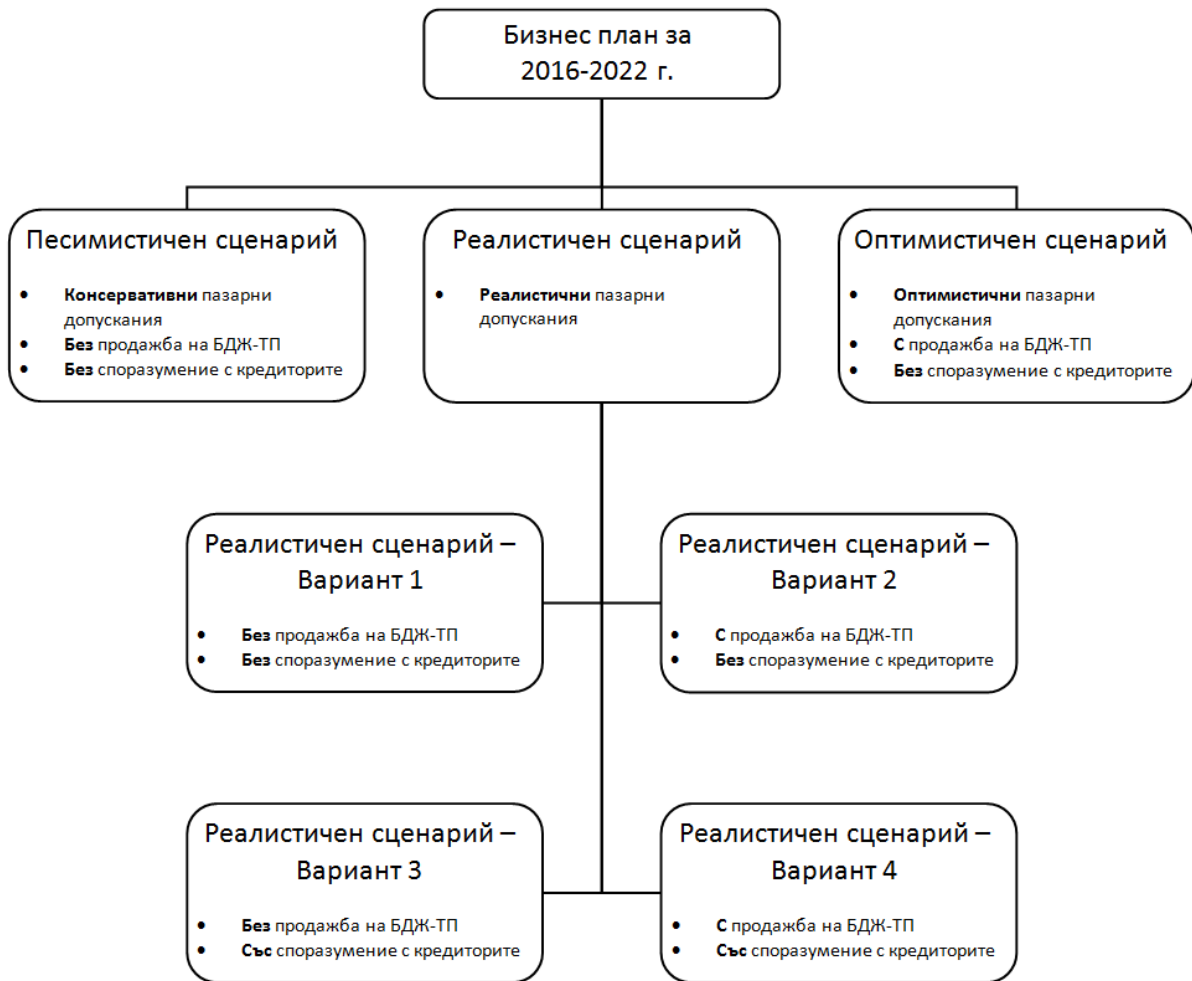 Бизнес план за
2016-2022 г.
Песимистичен сценарий
• Консервативни пазарни
допускания
• Без продажба на БДЖ-ТП
• Без споразумение с кредиторите
Реалистичен сценарий
• Реалистични пазарни
допускания
Оптимистичен сценарий
• Оптимистични пазарни
допускания
• С продажба на БДЖ-ТП
• Без споразумение с кредиторите
Реалистичен сценарий –
Вариант 1
• Без продажба на БДЖ-ТП
• Без споразумение с кредиторите
Реалистичен сценарий –
Вариант 2
• С продажба на БДЖ-ТП
• Без споразумение с кредиторите
Реалистичен сценарий –
Вариант 3
• Без продажба на БДЖ-ТП
• Със споразумение с кредиторите
Реалистичен сценарий –
Вариант 4
• С продажба на БДЖ-ТП
• Със споразумение с кредиторите